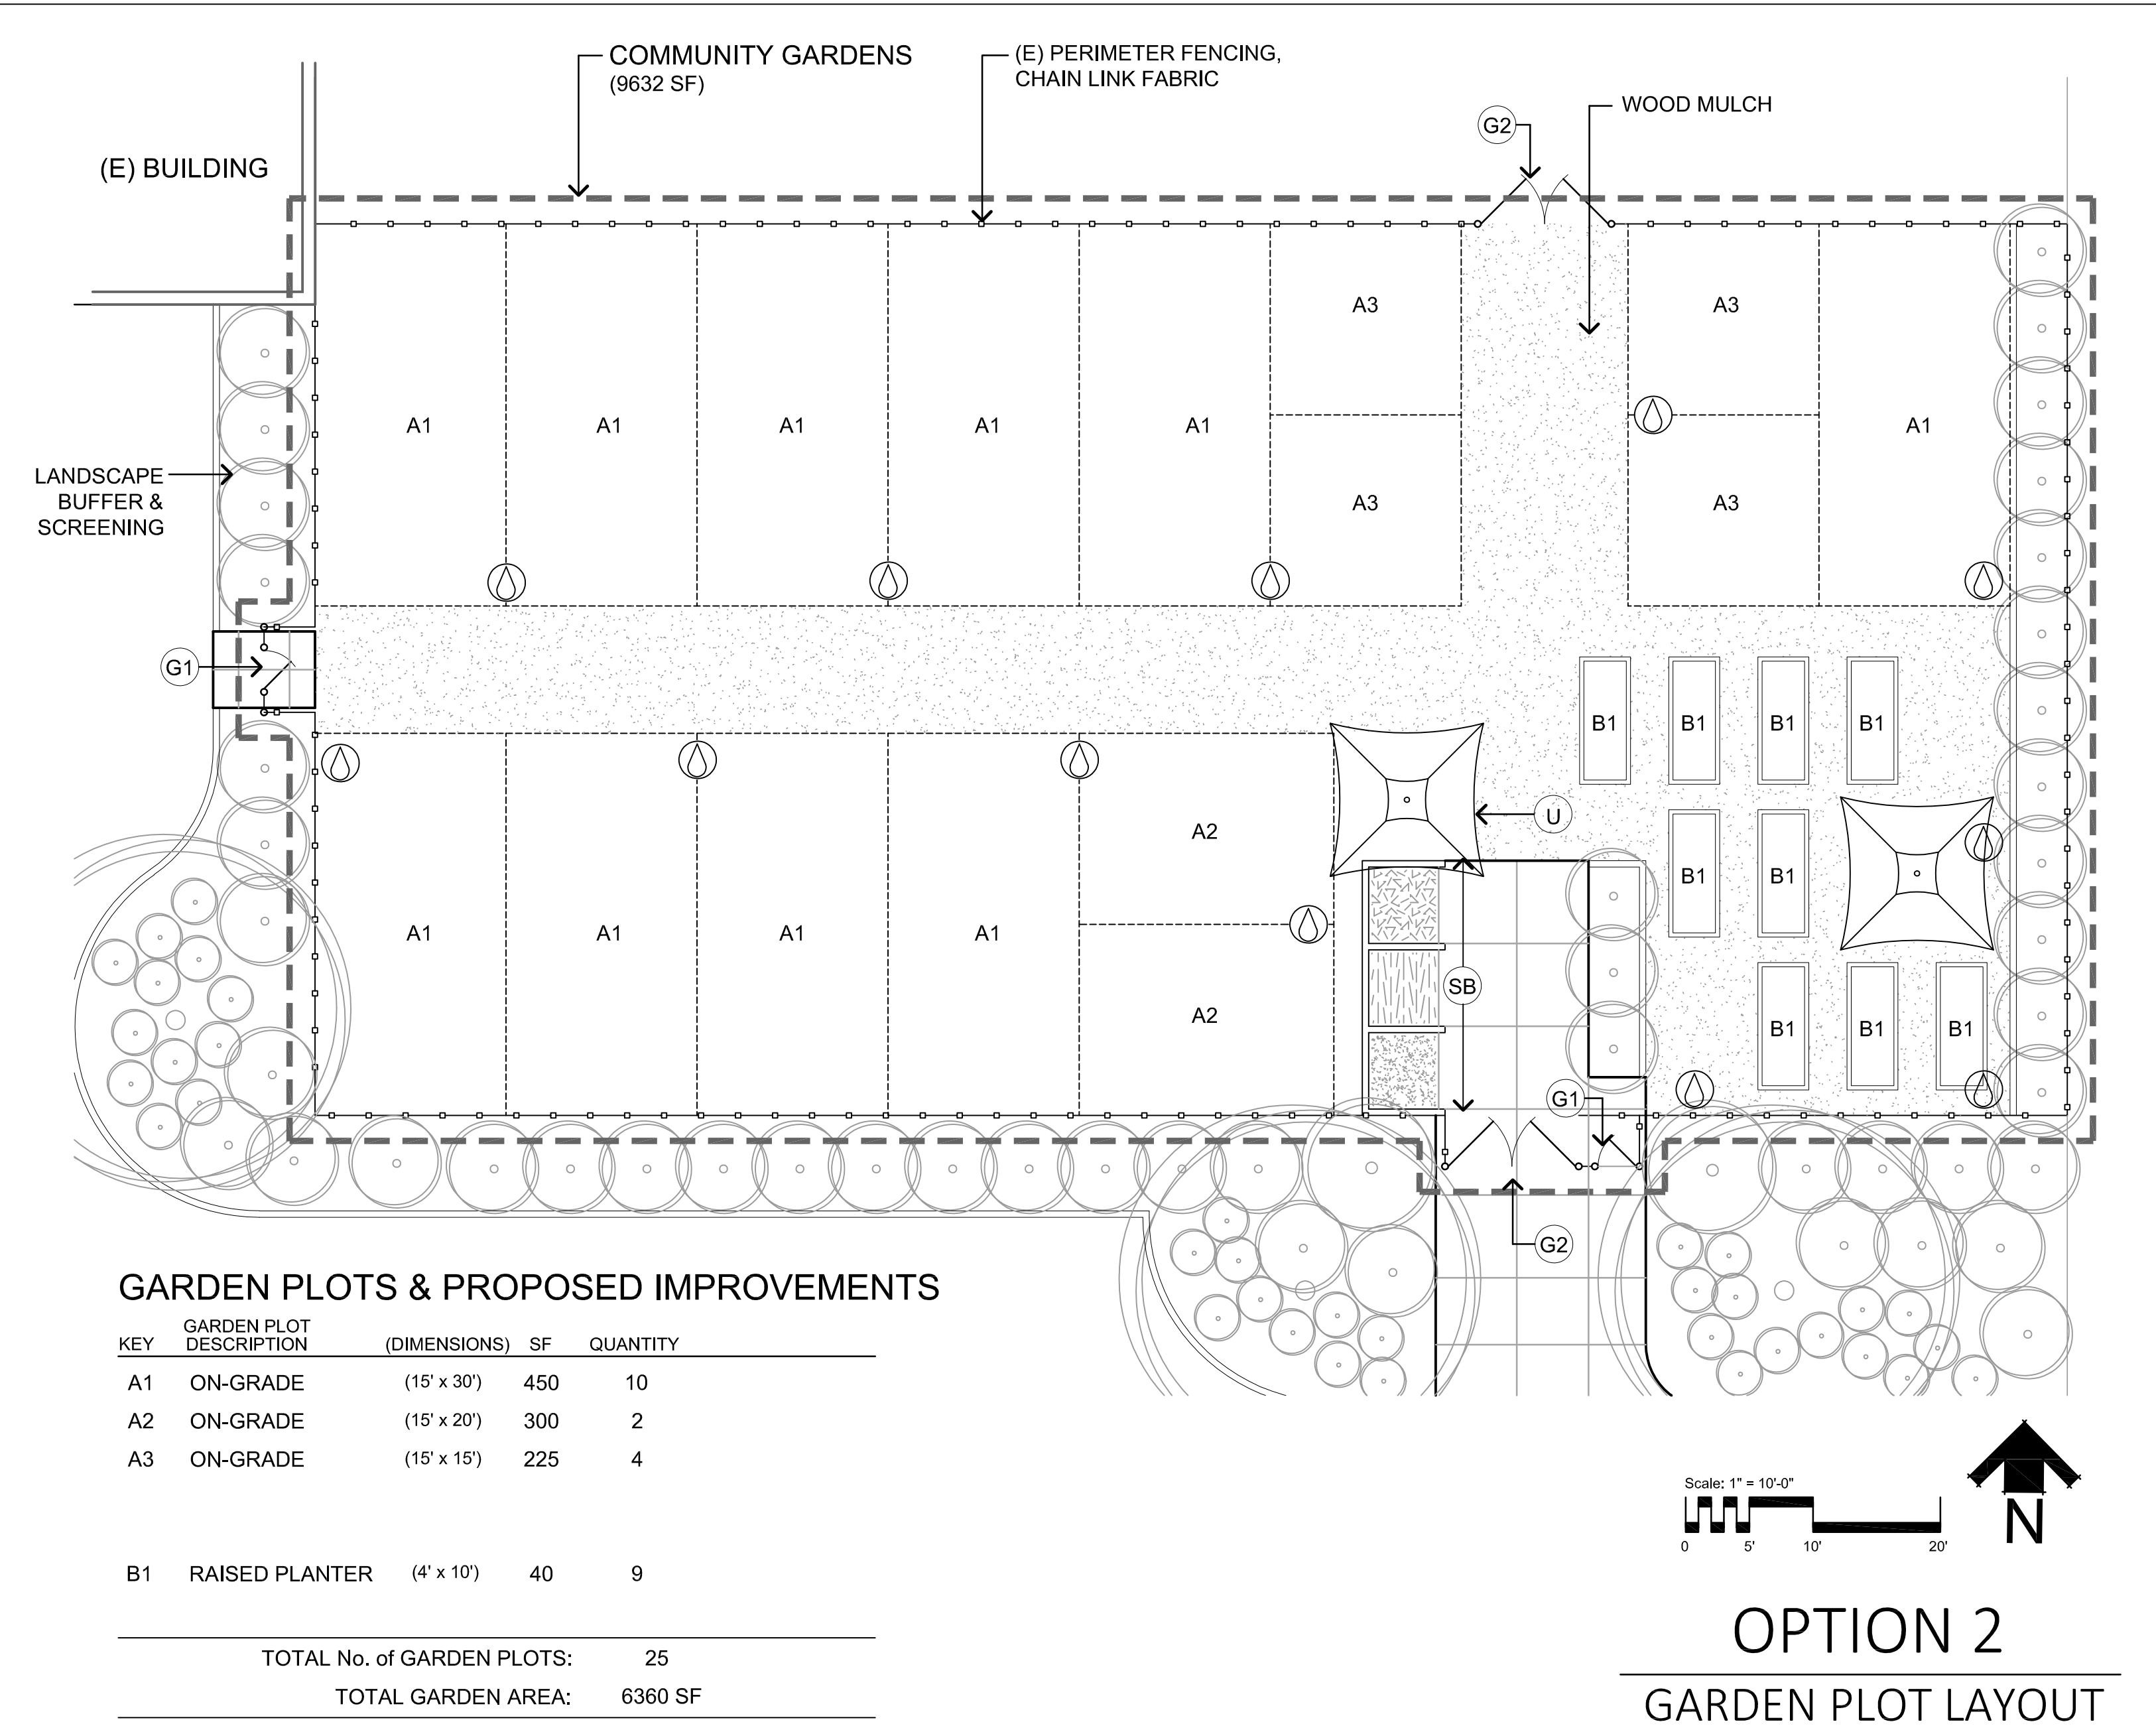 COMMUNITY GARDENS
(9632 SF)
(E) PERIMETER FENCING,
CHAIN LINK FABRIC
WOOD MULCH
G2
(E) BUILDING
A3
A3
A1
A1
A1
A1
A1
A1
A3
A3
LANDSCAPE
BUFFER &
SCREENING
G1
B1
B1
B1
B1
U
A2
B1
B1
A1
A1
A1
A1
SB
A2
B1
B1
B1
G1
G2
GARDEN PLOTS & PROPOSED IMPROVEMENTS
KEY GARDEN PLOT DESCRIPTION (DIMENSIONS) SF QUANTITY
A1 ON-GRADE (15' x 30') 450 10
A2 ON-GRADE (15' x 20') 300 2
A3 ON-GRADE (15' x 15') 225 4
B1 RAISED PLANTER (4' x 10') 40 9
TOTAL No. of GARDEN PLOTS: 25
TOTAL GARDEN AREA: 6360 SF
Scale: 1" = 10'-0"
0 5' 10' 20'
N
OPTION 2
GARDEN PLOT LAYOUT